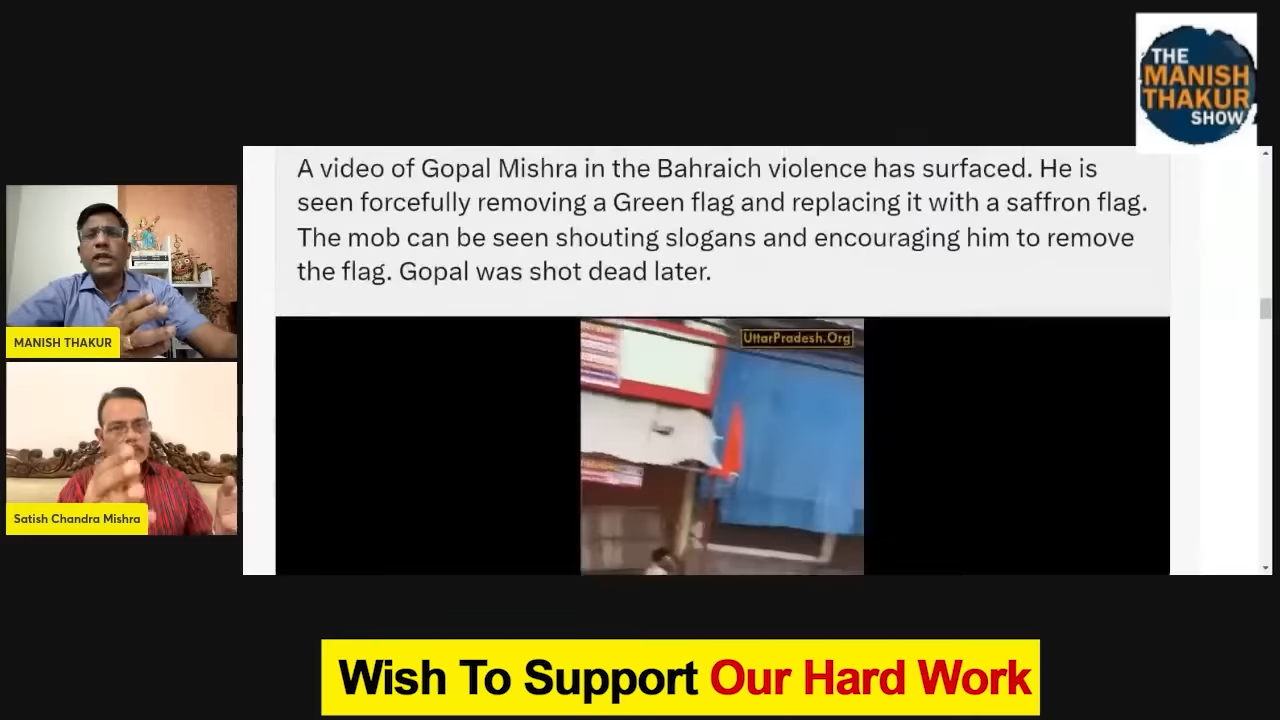 THE
MANISH
THAKUR
SHOW
A video of Gopal Mishra in the Bahraich violence has surfaced. He is
seen forcefully removing a Green flag and replacing it with a saffron flag.
The mob can be seen shouting slogans and encouraging him to remove
the flag. Gopal was shot dead later.
UttarPradesh.Org
MANISH THAKUR
Satish Chandra Mishra
Wish To Support Our Hard Work